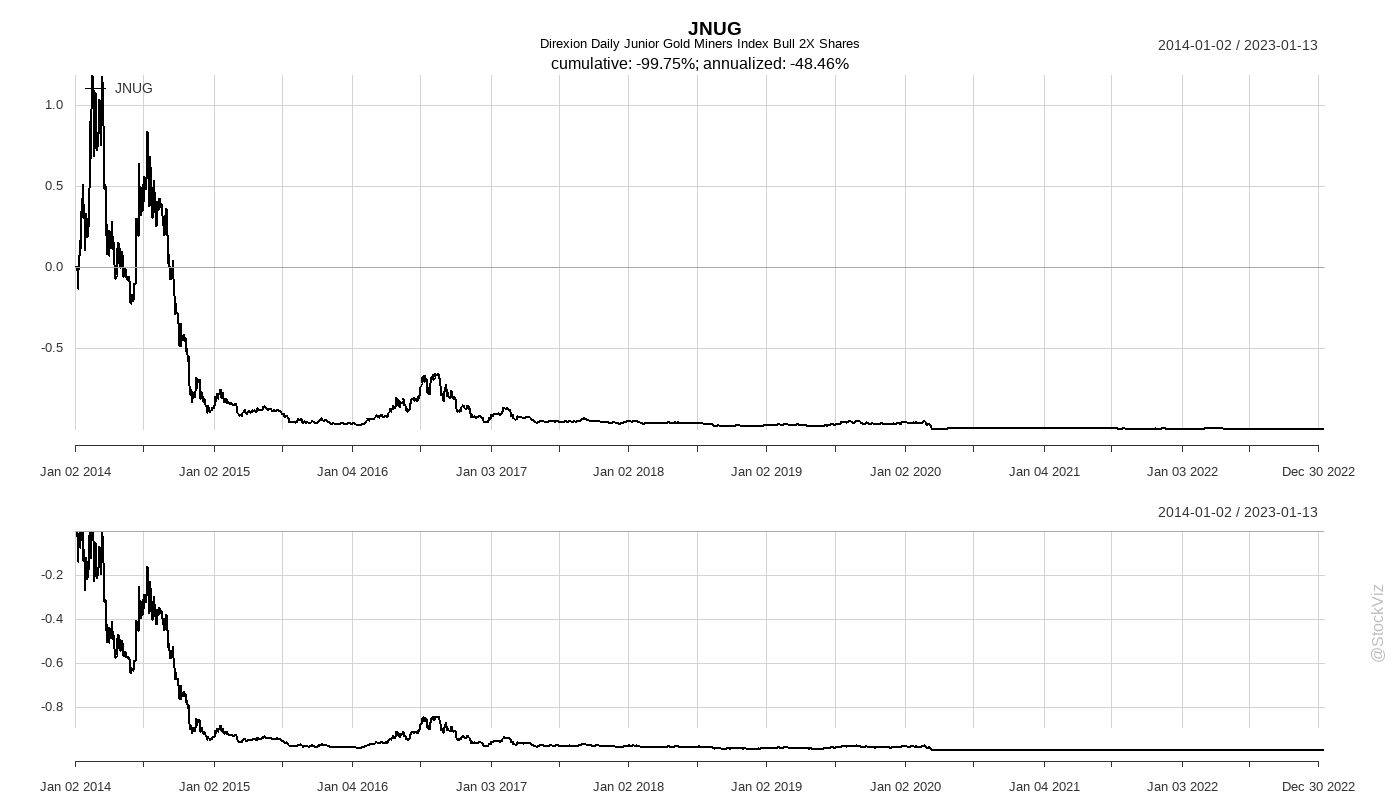 JNUG
Direxion Daily Junior Gold Miners Index Bull 2X Shares
cumulative: -99.75%; annualized: -48.46%
2014-01-02 / 2023-01-13
JNUG
1.0
0.5
0.0
-0.5
Jan 02 2014 Jan 02 2015 Jan 04 2016 Jan 03 2017 Jan 02 2018 Jan 02 2019 Jan 02 2020 Jan 04 2021 Jan 03 2022 Dec 30 2022
2014-01-02 / 2023-01-13
-0.2
-0.4
-0.6
-0.8
Jan 02 2014 Jan 02 2015 Jan 04 2016 Jan 03 2017 Jan 02 2018 Jan 02 2019 Jan 02 2020 Jan 04 2021 Jan 03 2022 Dec 30 2022
@StockViz